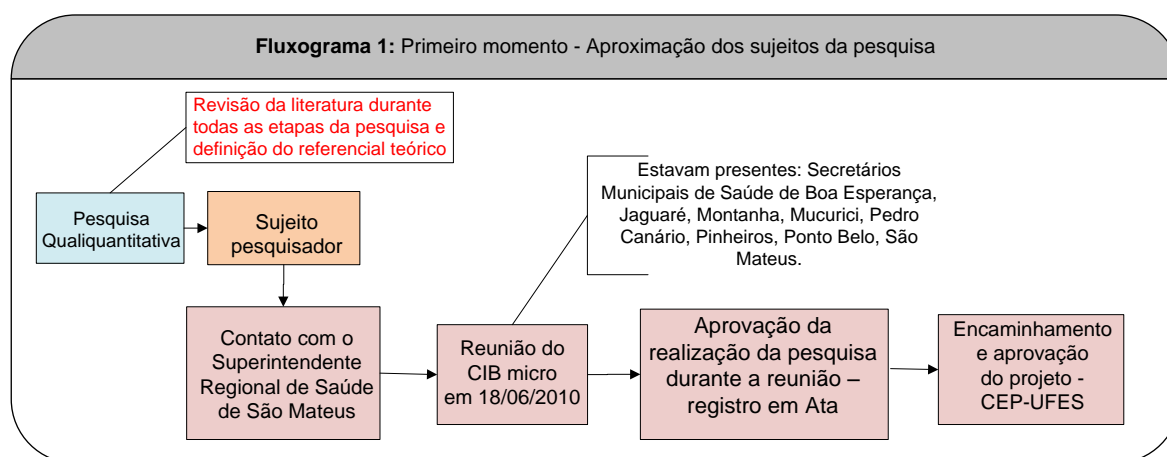 Fluxograma 1: Primeiro momento - Aproximação dos sujeitos da pesquisa
Revisão da literatura durante
todas as etapas da pesquisa e
definição do referencial teórico
Pesquisa
Qualiquantitativa
Sujeito
pesquisador
Estavam presentes: Secretários
Municipais de Saúde de Boa Esperança,
Jaguaré, Montanha, Mucurici, Pedro
Canário, Pinheiros, Ponto Belo, São
Mateus.
Contato com o
Superintendente
Regional de Saúde
de São Mateus
Reunião do
CIB micro
em 18/06/2010
Aprovação da
realização da pesquisa
durante a reunião –
registro em Ata
Encaminhamento
e aprovação
do projeto -
CEP-UFES